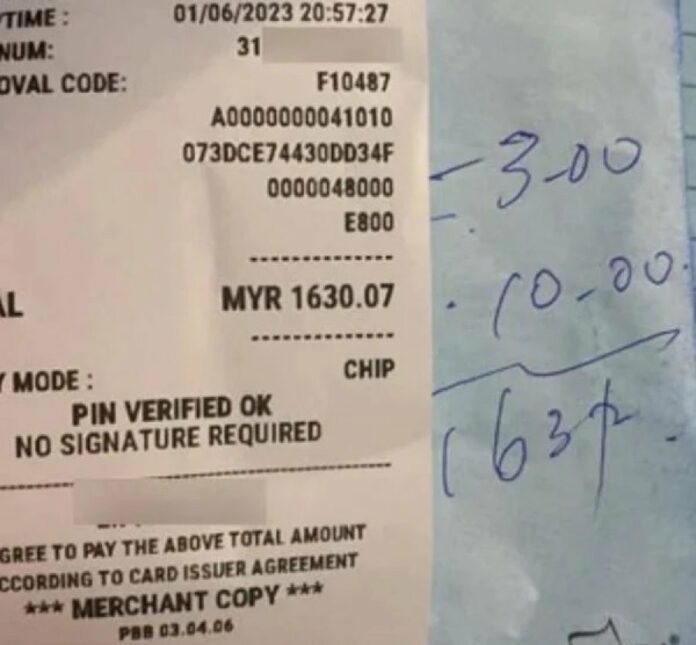 /TIME : 01/06/2023 20:57:27
NUM: 31
OVAL CODE: F10487
A0000000041010
073DCE74430DD34F
0000048000
E800
- 3-00
10-00
AL MYR 1630.07
Y MODE : CHIP
PIN VERIFIED OK
NO SIGNATURE REQUIRED
GREE TO PAY THE ABOVE TOTAL AMOUNT
CCORDING TO CARD ISSUER AGREEMENT
*** MERCHANT COPY ***
PBB 03.04.06